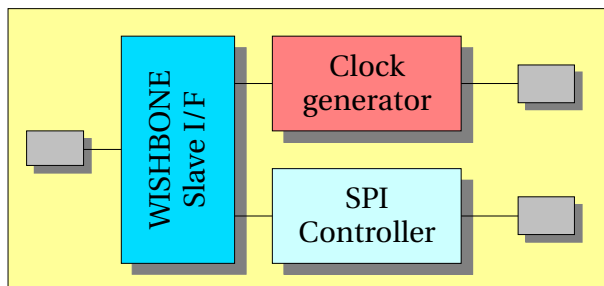 WISHBONE
Slave I/F
Clock
generator
SPI
Controller